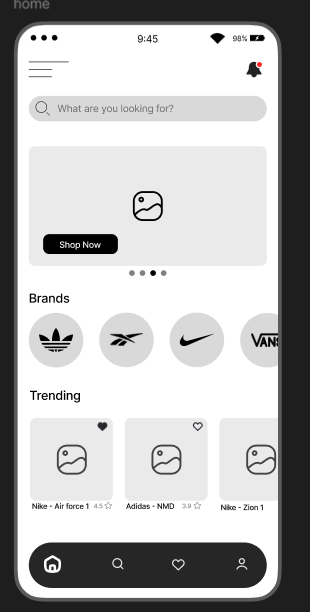 home
9:45
98%
What are you looking for?
Shop Now
Brands
VANS
Trending
Nike - Air force 1 4.5
Adidas - NMD 3.9
Nike - Zion 1